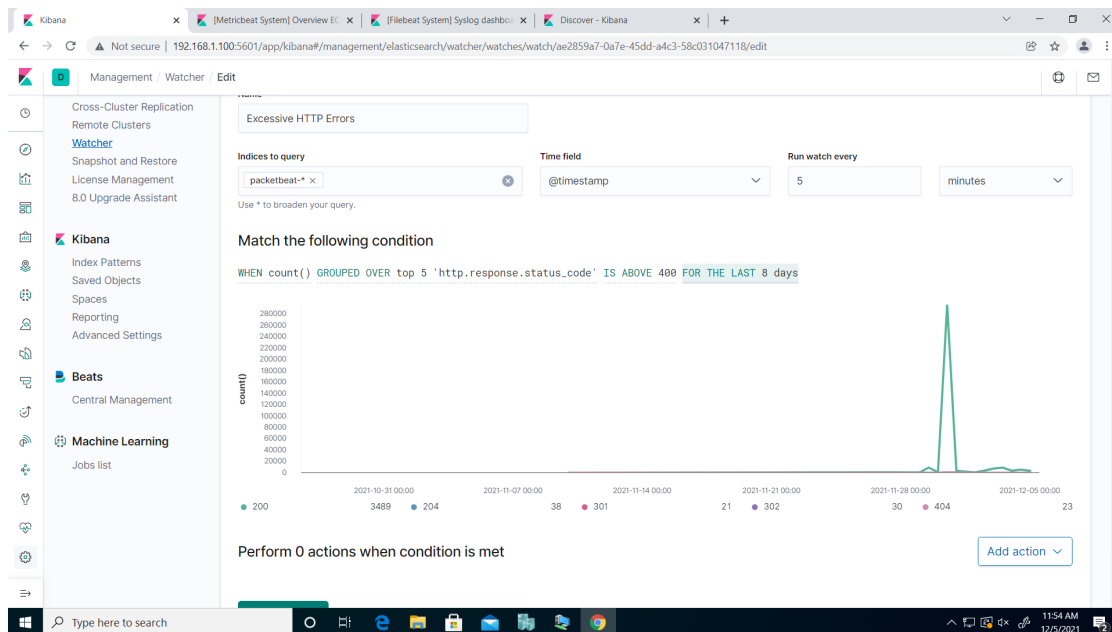 Kibana
[Metricbeat System] Overview EC
[Filebeat System] Syslog dashboa
Discover - Kibana
Not secure | 192.168.1.100:5601/app/kibana#/management/elasticsearch/watcher/watches/watch/ae2859a7-0a7e-45dd-a4c3-58c031047118/edit
D Management / Watcher / Edit
Cross-Cluster Replication
Remote Clusters
Watcher
Snapshot and Restore
License Management
8.0 Upgrade Assistant
Kibana
Index Patterns
Saved Objects
Spaces
Reporting
Advanced Settings
Beats
Central Management
Machine Learning
Jobs list
Name
Excessive HTTP Errors
Indices to query
Time field
Run watch every
packetbeat-* ×
@timestamp
5
minutes
Use * to broaden your query.
Match the following condition
WHEN count() GROUPED OVER top 5 'http.response.status_code' IS ABOVE 400 FOR THE LAST 8 days
count()
280000
260000
240000
220000
200000
180000
160000
140000
120000
100000
80000
60000
40000
20000
0
2021-10-31 00:00
2021-11-07 00:00
2021-11-14 00:00
2021-11-21 00:00
2021-11-28 00:00
2021-12-05 00:00
200 3489
204 38
301 21
302 30
404 23
Perform 0 actions when condition is met
Add action
Type here to search
11:54 AM
12/5/2021
2